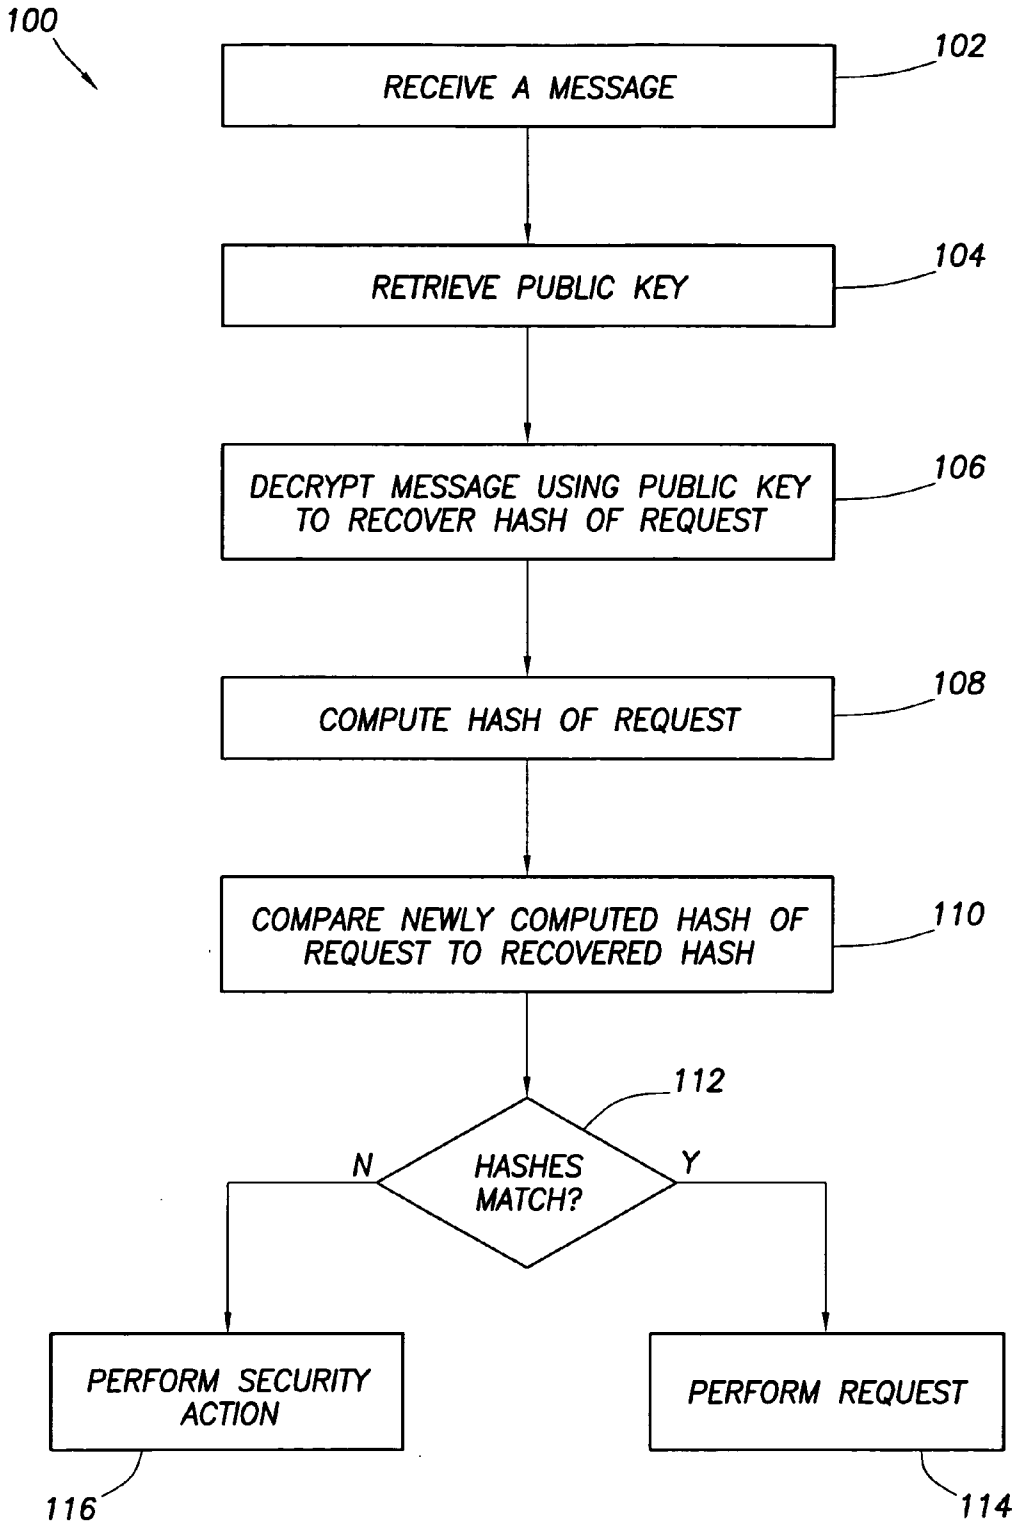 100
102
RECEIVE A MESSAGE
104
RETRIEVE PUBLIC KEY
106
DECRYPT MESSAGE USING PUBLIC KEY
TO RECOVER HASH OF REQUEST
108
COMPUTE HASH OF REQUEST
110
COMPARE NEWLY COMPUTED HASH OF
REQUEST TO RECOVERED HASH
112
N
HASHES
MATCH?
Y
PERFORM SECURITY
ACTION
PERFORM REQUEST
116
114